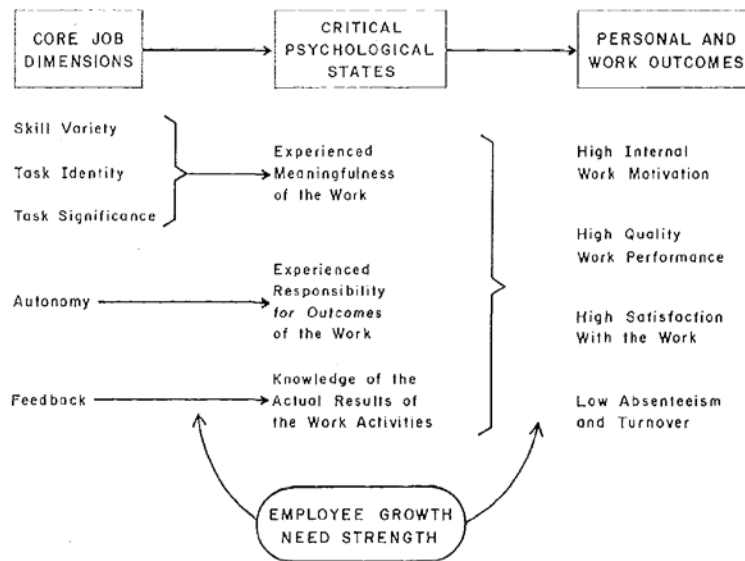 CORE JOB
DIMENSIONS
CRITICAL
PSYCHOLOGICAL
STATES
PERSONAL AND
WORK OUTCOMES
Skill Variety
Task Identity
Task Significance
Experienced
Meaningfulness
of the Work
High Internal
Work Motivation
High Quality
Work Performance
Autonomy
Experienced
Responsibility
for Outcomes
of the Work
High Satisfaction
With the Work
Feedback
Knowledge of the
Actual Results of
the Work Activities
Low Absenteeism
and Turnover
EMPLOYEE GROWTH
NEED STRENGTH